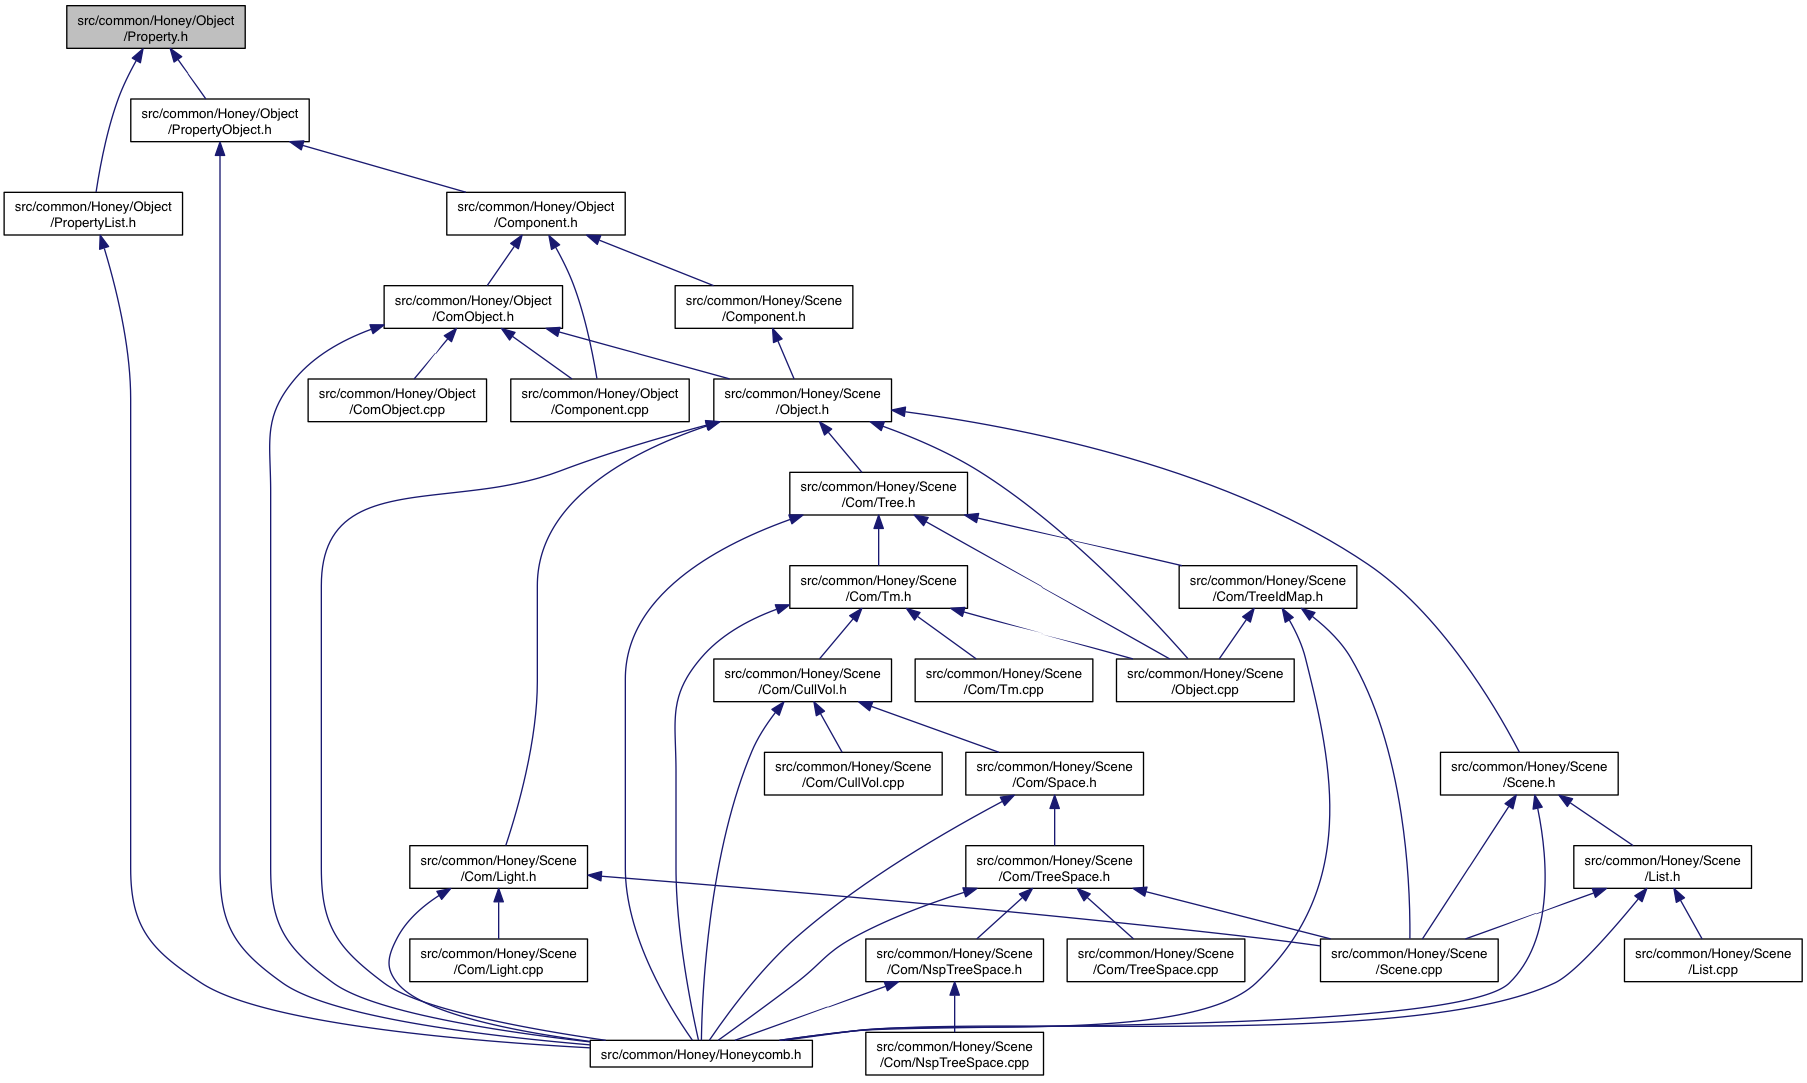 src/common/Honey/Object
/Property.h
src/common/Honey/Object
/PropertyObject.h
src/common/Honey/Object
/PropertyList.h
src/common/Honey/Object
/Component.h
src/common/Honey/Object
/ComObject.h
src/common/Honey/Scene
/Component.h
src/common/Honey/Object
/ComObject.cpp
src/common/Honey/Object
/Component.cpp
src/common/Honey/Scene
/Object.h
src/common/Honey/Scene
/Com/Tree.h
src/common/Honey/Scene
/Com/Tm.h
src/common/Honey/Scene
/Com/TreeIdMap.h
src/common/Honey/Scene
/Com/CullVol.h
src/common/Honey/Scene
/Com/Tm.cpp
src/common/Honey/Scene
/Object.cpp
src/common/Honey/Scene
/Com/CullVol.cpp
src/common/Honey/Scene
/Com/Space.h
src/common/Honey/Scene
/Scene.h
src/common/Honey/Scene
/Com/Light.h
src/common/Honey/Scene
/Com/TreeSpace.h
src/common/Honey/Scene
/List.h
src/common/Honey/Scene
/Com/Light.cpp
src/common/Honey/Scene
/Com/NspTreeSpace.h
src/common/Honey/Scene
/Com/TreeSpace.cpp
src/common/Honey/Scene
/Scene.cpp
src/common/Honey/Scene
/List.cpp
src/common/Honey/Honeycomb.h
src/common/Honey/Scene
/Com/NspTreeSpace.cpp